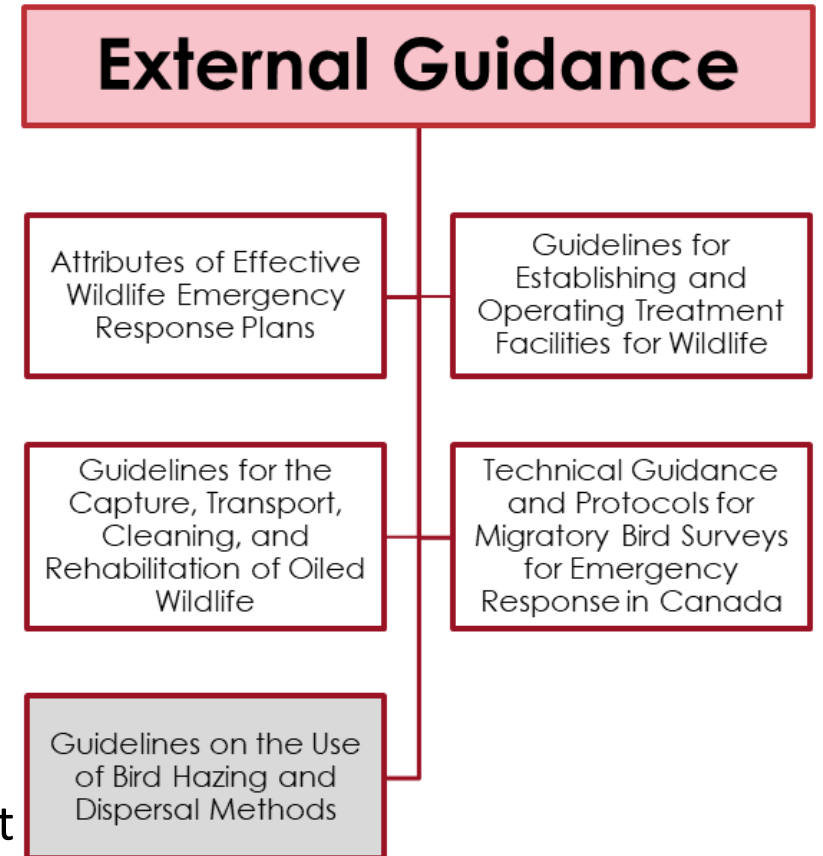 External Guidance
Attributes of Effective
Wildlife Emergency
Response Plans
Guidelines for
Establishing and
Operating Treatment
Facilities for Wildlife
Guidelines for the
Capture, Transport,
Cleaning, and
Rehabilitation of Oiled
Wildlife
Technical Guidance
and Protocols for
Migratory Bird Surveys
for Emergency
Response in Canada
Guidelines on the Use
of Bird Hazing and
Dispersal Methods
t